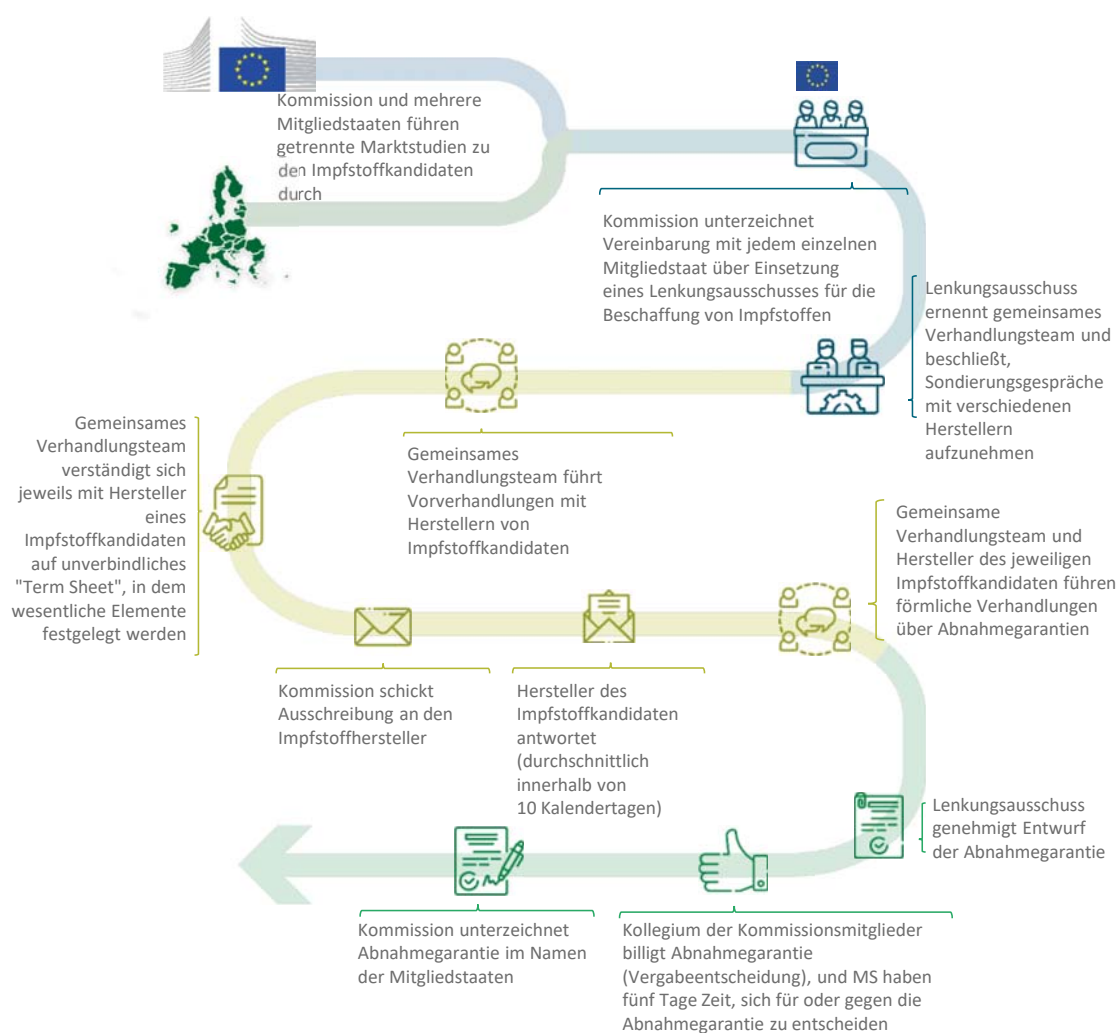 Kommission und mehrere
Mitgliedstaaten führen
getrennte Marktstudien zu
den Impfstoffkandidaten
durch
Kommission unterzeichnet
Vereinbarung mit jedem einzelnen
Mitgliedstaat über Einsetzung
eines Lenkungsausschusses für die
Beschaffung von Impfstoffen
Lenkungsausschuss
ernennt gemeinsames
Verhandlungsteam und
beschließt,
Sondierungsgespräche
mit verschiedenen
Herstellern
aufzunehmen
Gemeinsames
Verhandlungsteam führt
Vorverhandlungen mit
Herstellern von
Impfstoffkandidaten
Gemeinsames
Verhandlungsteam
verständigt sich
jeweils mit Hersteller
eines
Impfstoffkandidaten
auf unverbindliches
"Term Sheet", in dem
wesentliche Elemente
festgelegt werden
Kommission schickt
Ausschreibung an den
Impfstoffhersteller
Hersteller des
Impfstoffkandidaten
antwortet
(durchschnittlich
innerhalb von
10 Kalendertagen)
Gemeinsame
Verhandlungsteam und
Hersteller des jeweiligen
Impfstoffkandidaten führen
förmliche Verhandlungen
über Abnahmegarantien
Lenkungsausschuss
genehmigt Entwurf
der Abnahmegarantie
Kollegium der Kommissionsmitglieder
billigt Abnahmegarantie
(Vergabeentscheidung), und MS haben
fünf Tage Zeit, sich für oder gegen die
Abnahmegarantie zu entscheiden
Kommission unterzeichnet
Abnahmegarantie im Namen
der Mitgliedstaaten